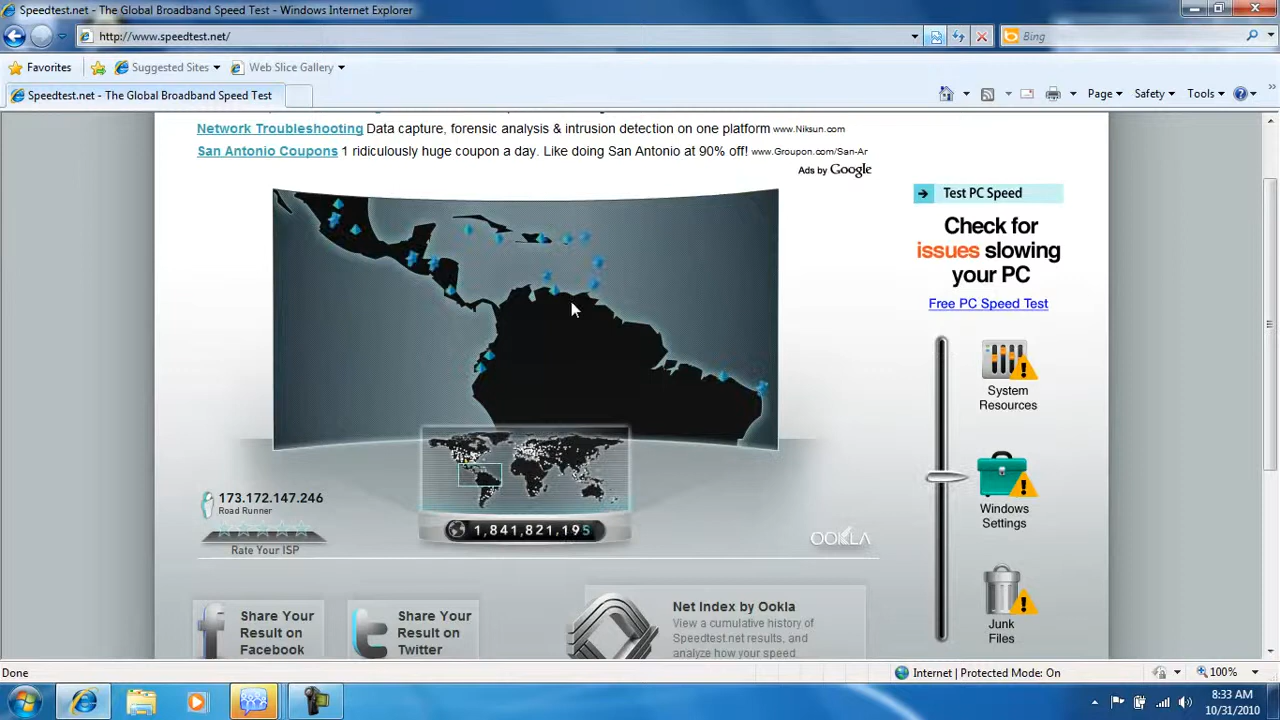 Speedtest.net - The Global Broadband Speed Test - Windows Internet Explorer
http://www.speedtest.net/
Bing
Favorites
Suggested Sites
Web Slice Gallery
Speedtest.net - The Global Broadband Speed Test
Page
Safety
Tools
Network Troubleshooting Data capture, forensic analysis & intrusion detection on one platform www.Niksun.com
San Antonio Coupons 1 ridiculously huge coupon a day. Like doing San Antonio at 90% off! www.Groupon.com/San-Ar
Ads by Google
Test PC Speed
Check for
issues slowing
your PC
Free PC Speed Test
System
Resources
Windows
Settings
Junk
Files
173.172.147.246
Road Runner
Rate Your ISP
1,841,821,195
OOKLA
Share Your
Result on
Facebook
Share Your
Result on
Twitter
Net Index by Ookla
View a cumulative history of
Speedtest.net results, and
analyze how your speed
Done
Internet | Protected Mode: On
100%
8:33 AM
10/31/2010